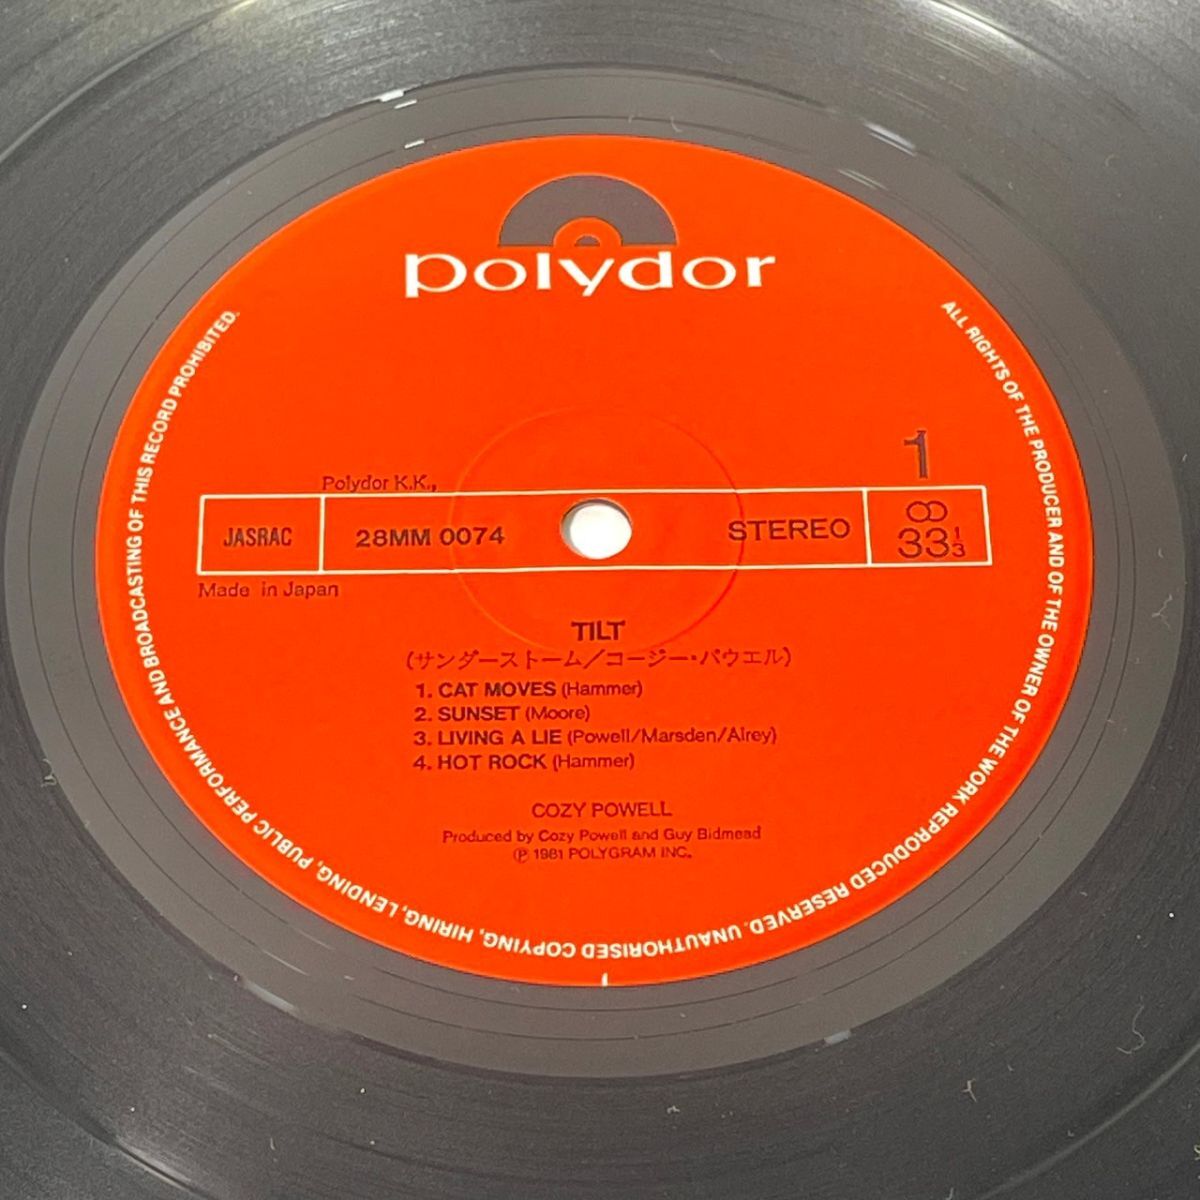 polydor
1
Polydor K.K.,
JASRAC
28MM 0074
STEREO
33⅓
Made in Japan
TILT
(サンダーストーム/コージー・パウエル)
1. CAT MOVES (Hammer)
2. SUNSET (Moore)
3. LIVING A LIE (Powell/Marsden/Airey)
4. HOT ROCK (Hammer)
COZY POWELL
Produced by Cozy Powell and Guy Bidmead
Ⓟ 1981 POLYGRAM INC.
ALL RIGHTS OF THE PRODUCER AND OF THE OWNER OF THE WORK REPRODUCED RESERVED. UNAUTHORISED COPYING, HIRING, LENDING, PUBLIC PERFORMANCE AND BROADCASTING OF THIS RECORD PROHIBITED.